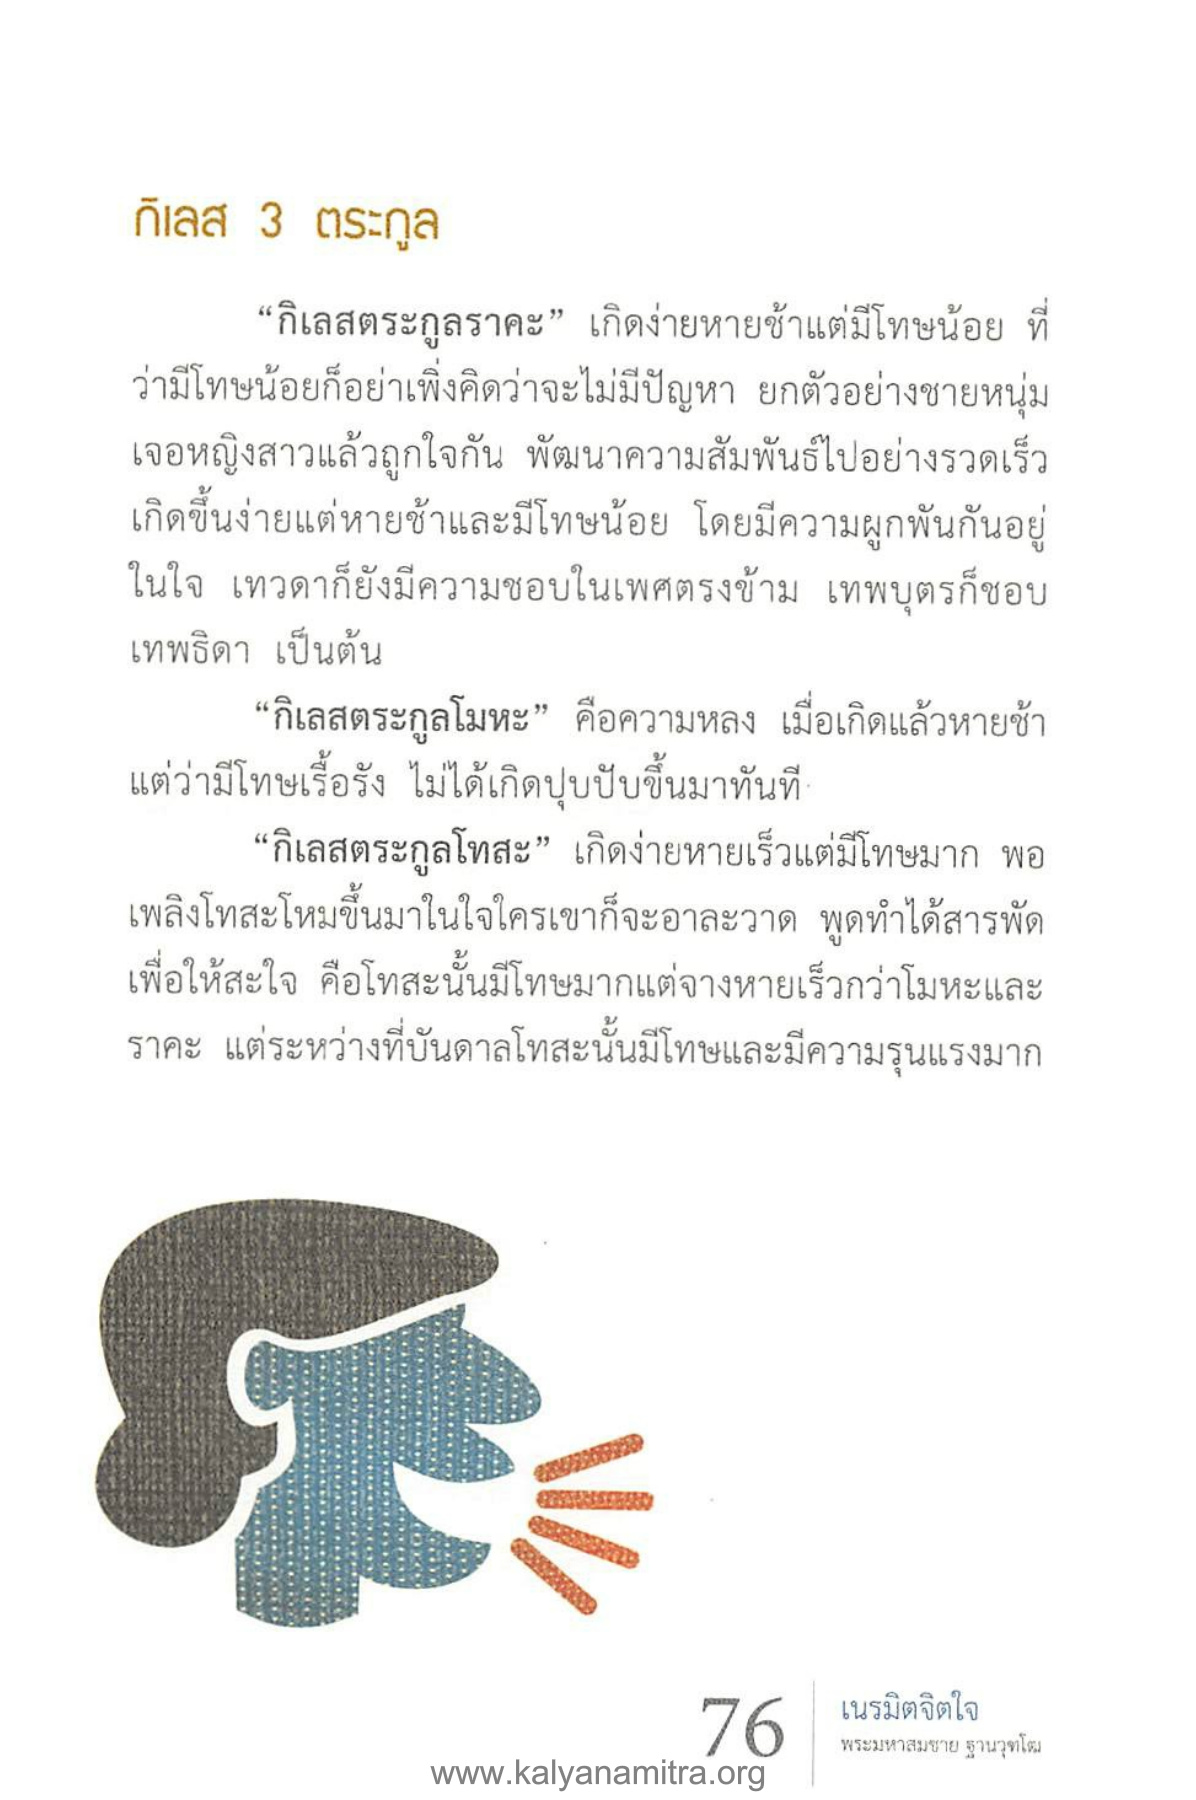 กิเลส 3 ตระกูล
“กิเลสตระกูลราคะ” เกิดง่ายหายช้าแต่มีโทษน้อย ที่
ว่ามีโทษน้อยก็อย่าเพิ่งคิดว่าจะไม่มีปัญหา ยกตัวอย่างชายหนุ่ม
เจอหญิงสาวแล้วถูกใจกัน พัฒนาความสัมพันธ์ไปอย่างรวดเร็ว
เกิดขึ้นง่ายแต่หายช้าและมีโทษน้อย โดยมีความผูกพันกันอยู่
ในใจ เทวดาก็ยังมีความชอบในเพศตรงข้าม เทพบุตรก็ชอบ
เทพธิดา เป็นต้น
“กิเลสตระกูลโมหะ” คือความหลง เมื่อเกิดแล้วหายช้า
แต่ว่ามีโทษเรื้อรัง ไม่ได้เกิดปุบปับขึ้นมาทันที
“กิเลสตระกูลโทสะ” เกิดง่ายหายเร็วแต่มีโทษมาก พอ
เพลิงโทสะโหมขึ้นมาในใจใครเขาก็จะอาละวาด พูดทำได้สารพัด
เพื่อให้สะใจ คือโทสะนั้นมีโทษมากแต่จางหายเร็วกว่าโมหะและ
ราคะ แต่ระหว่างที่บันดาลโทสะนั้นมีโทษและมีความรุนแรงมาก
76
เนรมิตจิตใจ
พระมหาสมชาย ฐานวุฑโฒ
www.kalyanamitra.org